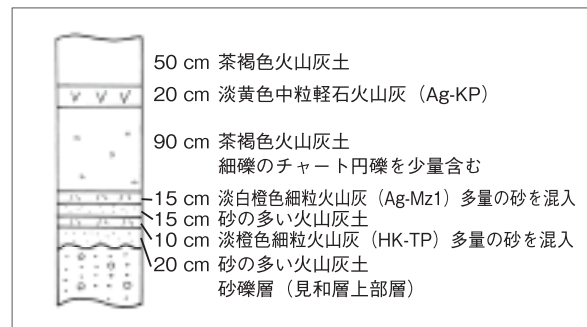 50 cm 茶褐色火山灰土
20 cm 淡黄色中粒軽石火山灰（Ag-KP）
90 cm 茶褐色火山灰土
細礫のチャート円礫を少量含む
15 cm 淡白橙色細粒火山灰（Ag-Mz1）多量の砂を混入
15 cm 砂の多い火山灰土
10 cm 淡橙色細粒火山灰（HK-TP）多量の砂を混入
20 cm 砂の多い火山灰土
砂礫層（見和層上部層）